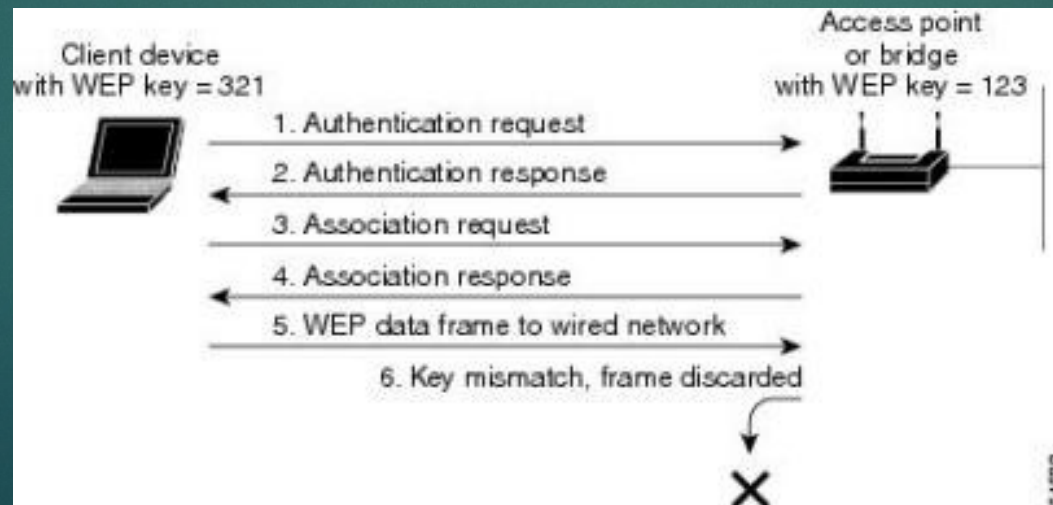 Client device
with WEP key = 321
Access point
or bridge
with WEP key = 123
1. Authentication request
2. Authentication response
3. Association request
4. Association response
5. WEP data frame to wired network
6. Key mismatch, frame discarded